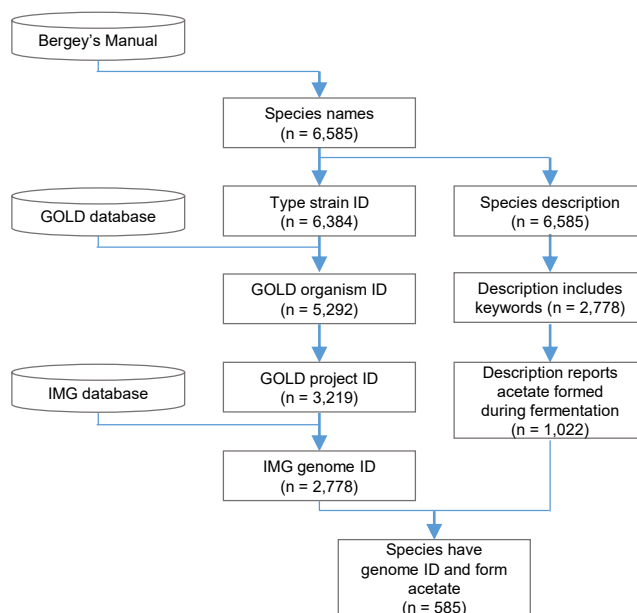 Bergey's Manual
Species names
(n = 6,585)
Type strain ID
(n = 6,384)
Species description
(n = 6,585)
GOLD database
GOLD organism ID
(n = 5,292)
Description includes
keywords (n = 2,778)
GOLD project ID
(n = 3,219)
Description reports
acetate formed
during fermentation
(n = 1,022)
IMG database
IMG genome ID
(n = 2,778)
Species have
genome ID and form
acetate
(n = 585)